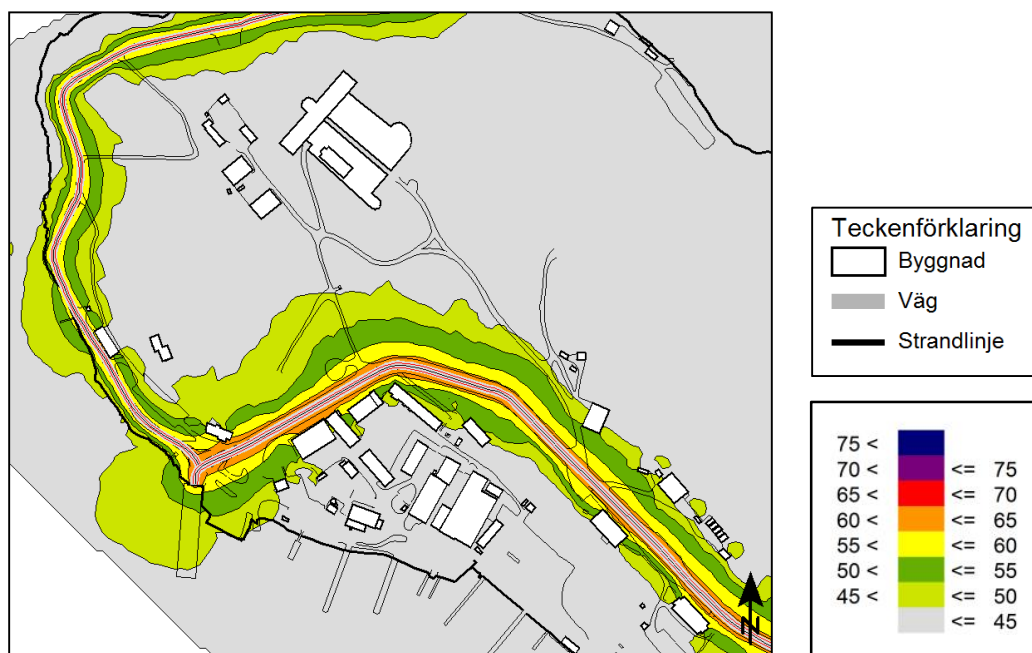 Teckenförklaring
Byggnad
Väg
Strandlinje
75 <
70 < <= 75
65 < <= 70
60 < <= 65
55 < <= 60
50 < <= 55
45 < <= 50
<= 45
N